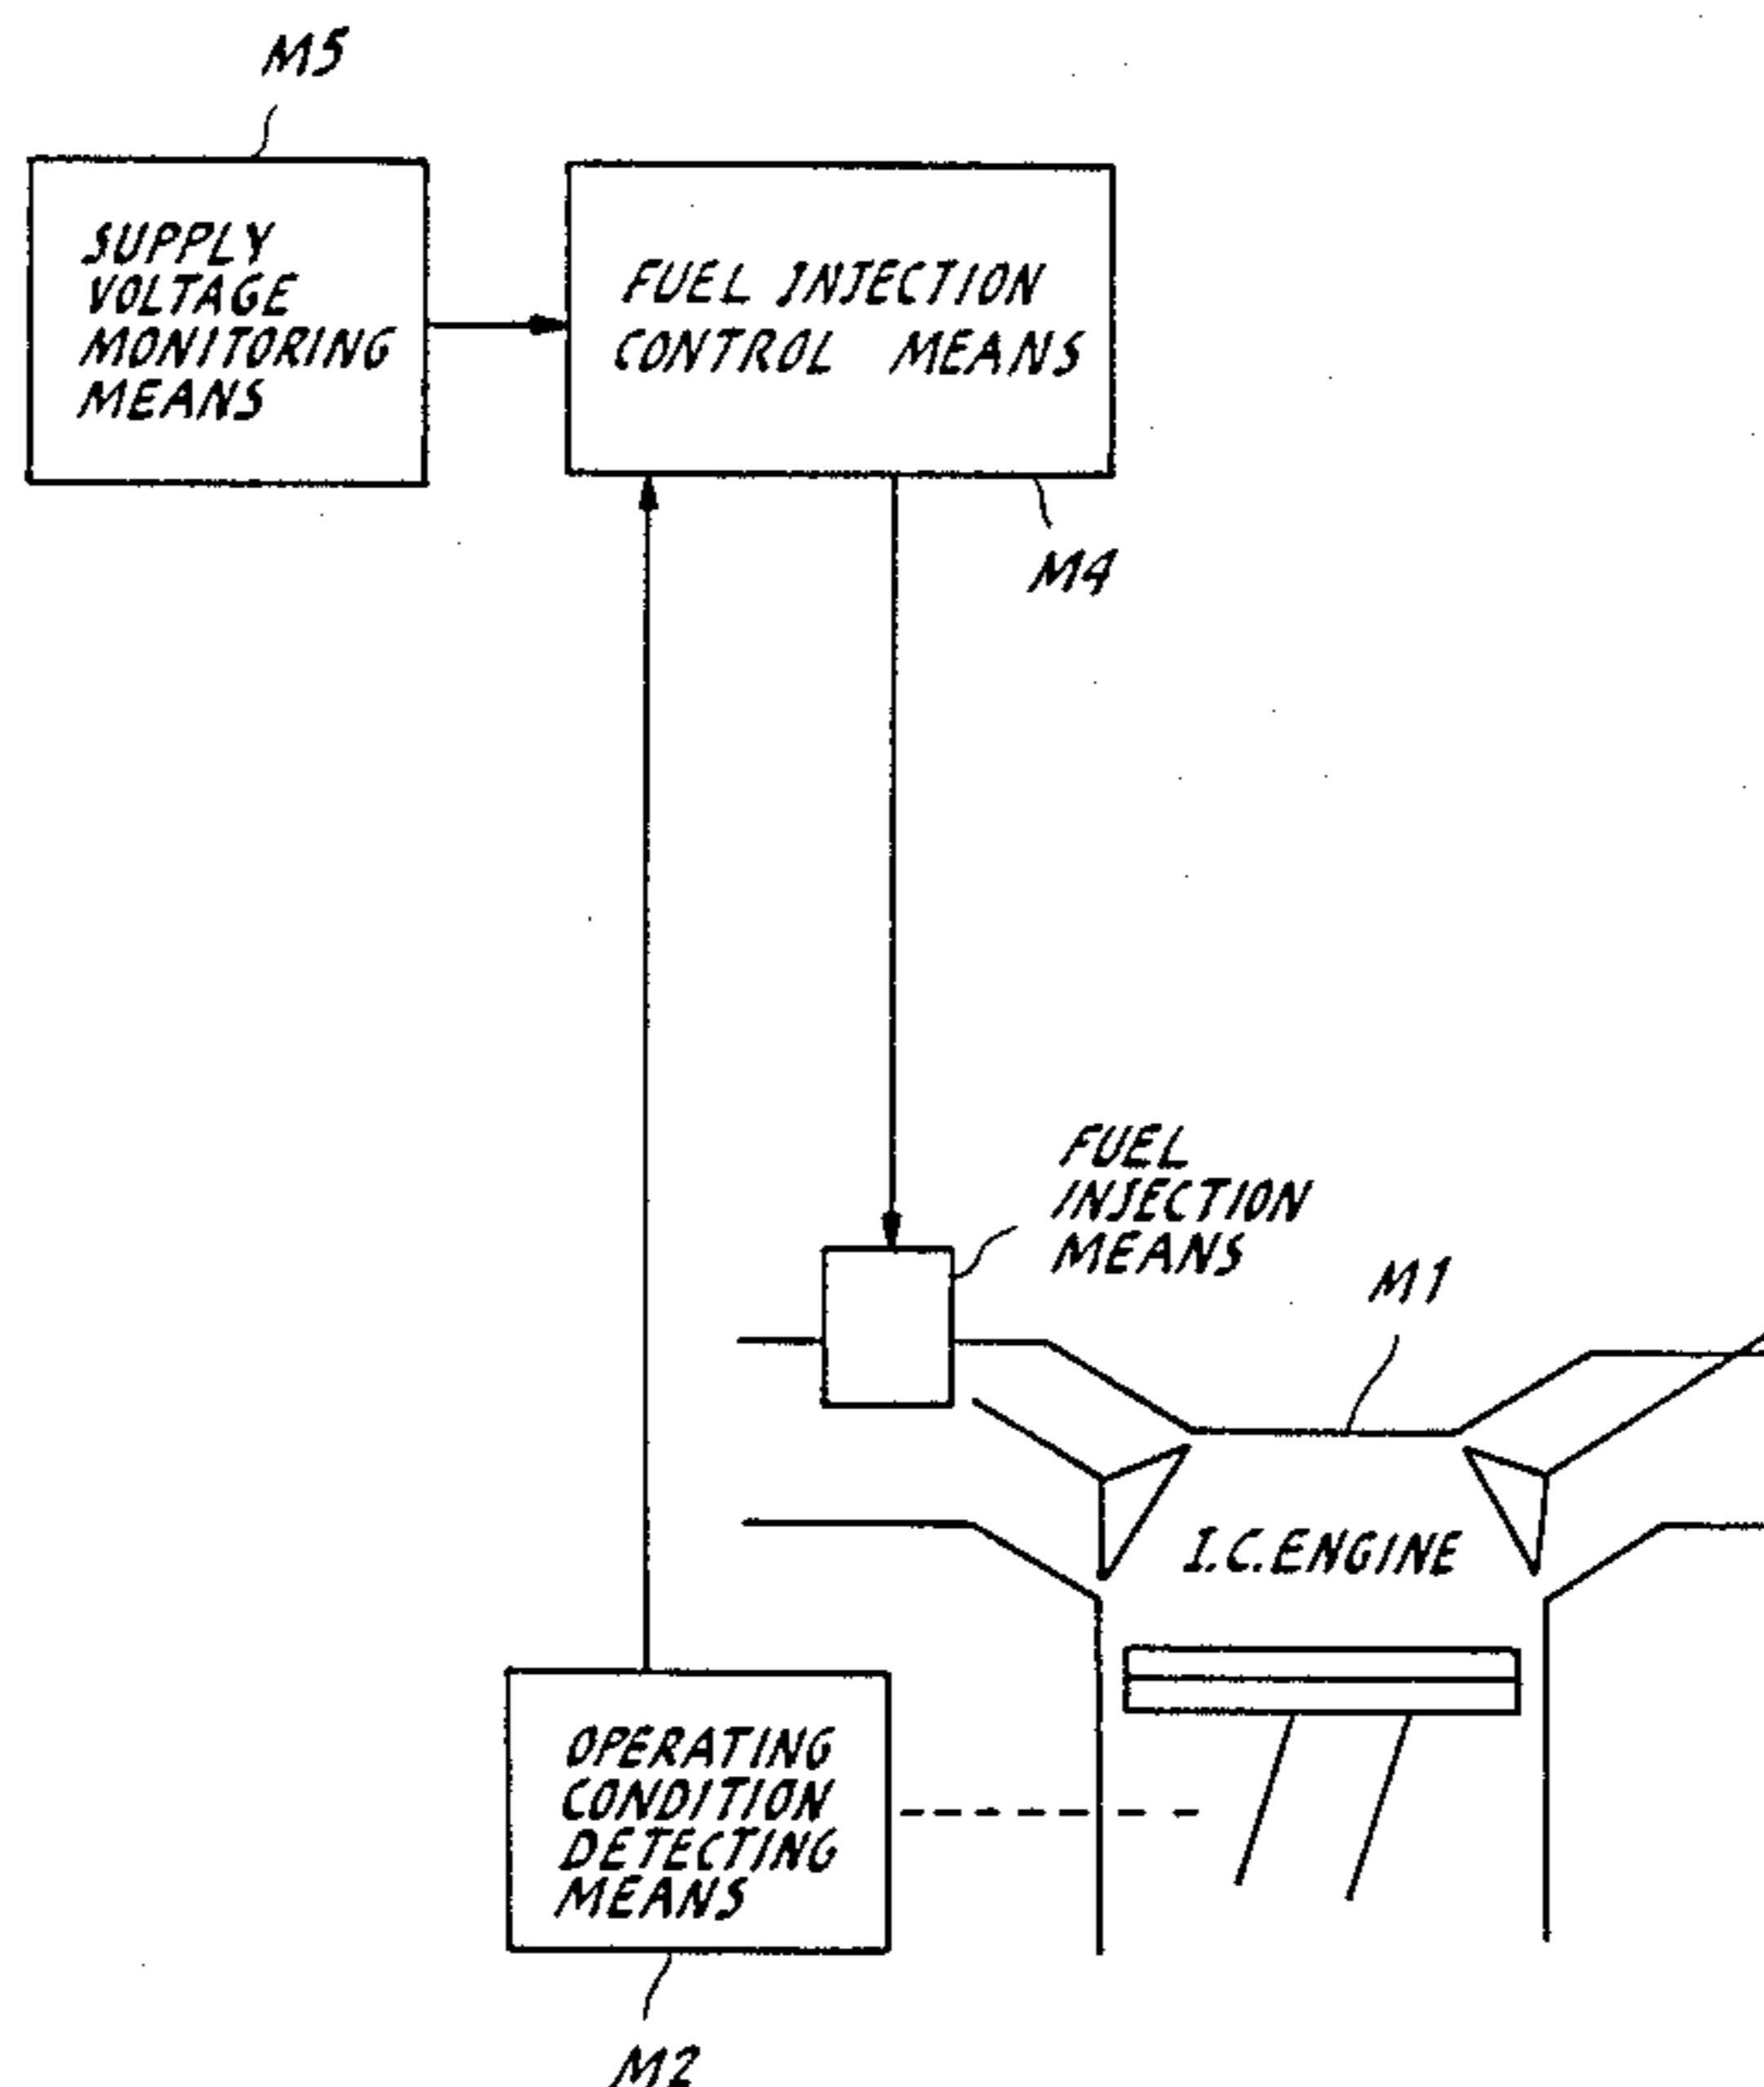 M5
SUPPLY
VOLTAGE
MONITORING
MEANS
FUEL INJECTION
CONTROL MEANS
M4
FUEL
INJECTION
MEANS
M1
I.C. ENGINE
OPERATING
CONDITION
DETECTING
MEANS
M2